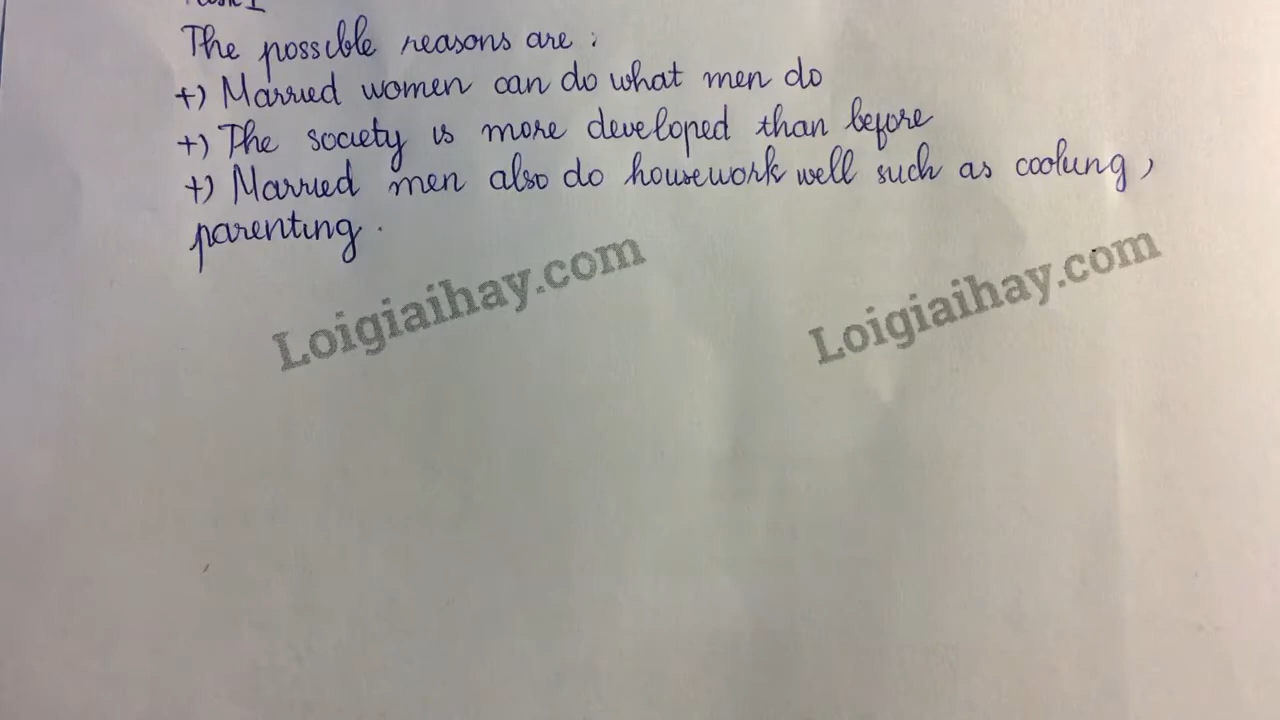 The possible reasons are :
+) Married women can do what men do
+) The society is more developed than before
+) Married men also do housework well such as cooking,
parenting.
Loigiaihay.com
Loigiaihay.com